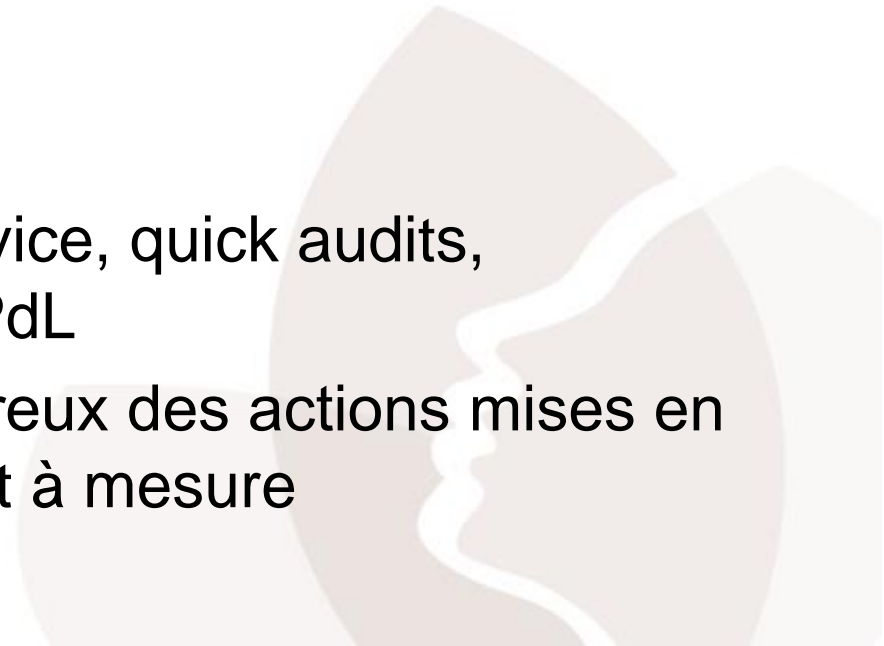 vice, quick audits,
PdL
reux des actions mises en
t à mesure